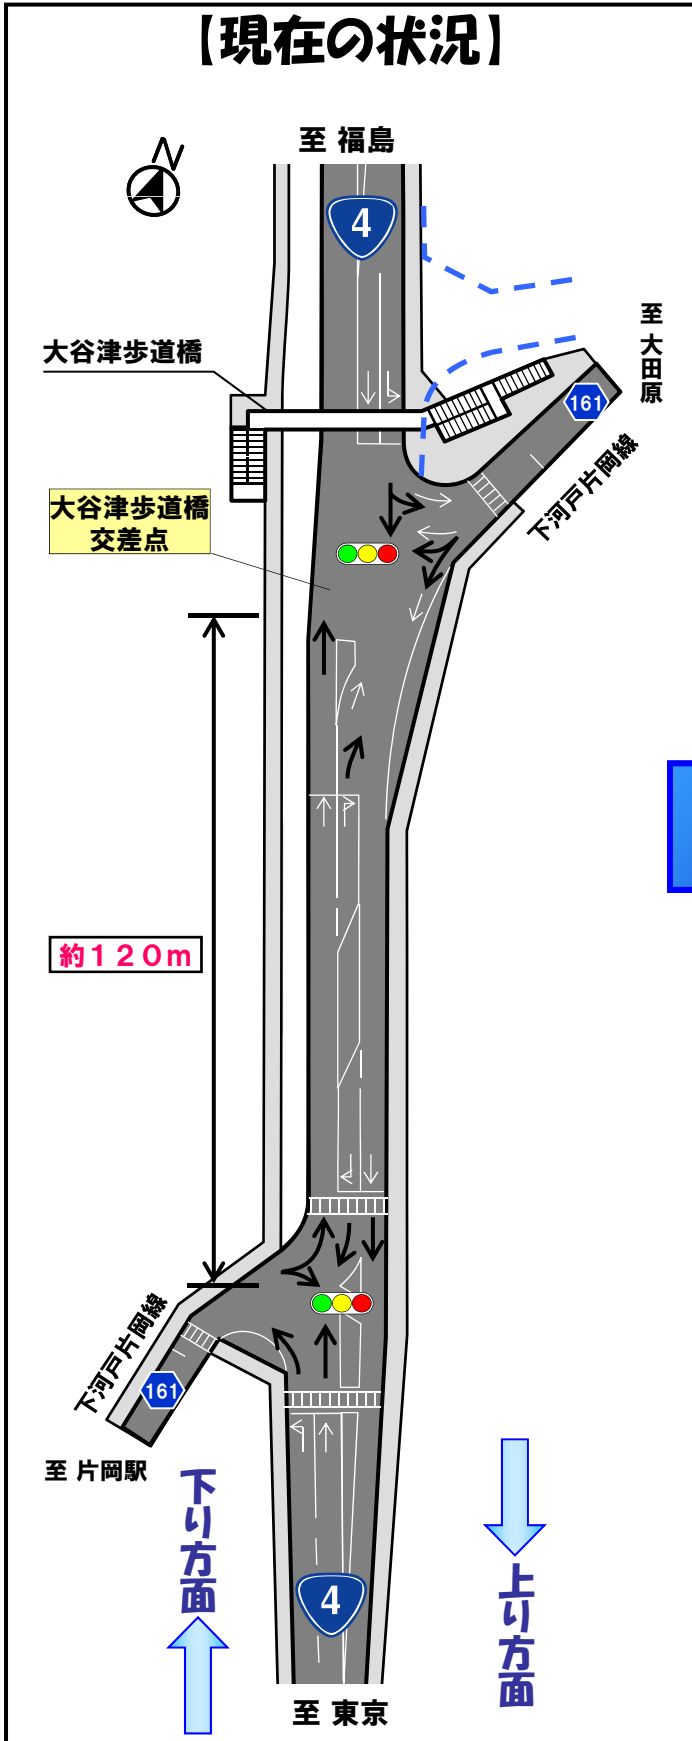 【現在の状況】
至 福島
N
4
至 大田原
大谷津歩道橋
161
下河戸片岡線
大谷津歩道橋
交差点
約120m
下河戸片岡線
161
至 片岡駅
下り方面
上り方面
4
至 東京